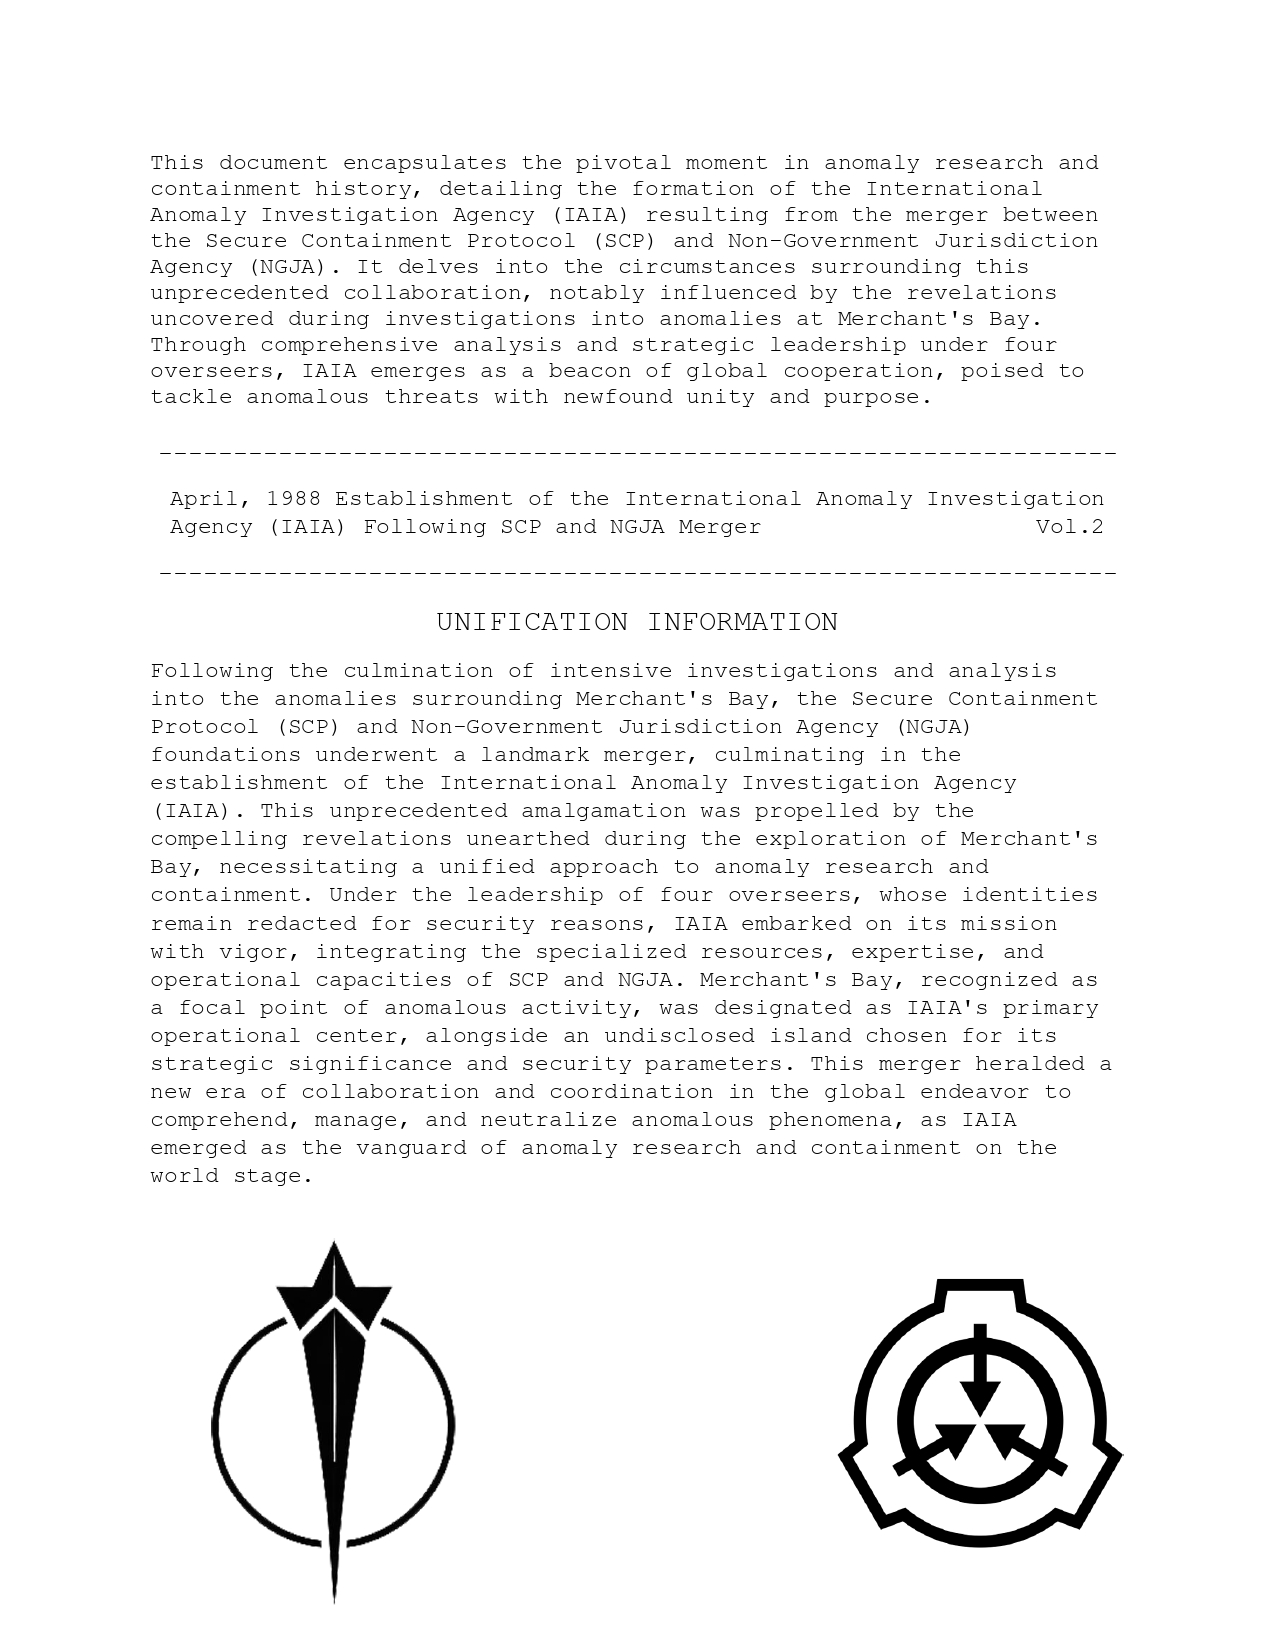 This document encapsulates the pivotal moment in anomaly research and
containment history, detailing the formation of the International
Anomaly Investigation Agency (IAIA) resulting from the merger between
the Secure Containment Protocol (SCP) and Non-Government Jurisdiction
Agency (NGJA). It delves into the circumstances surrounding this
unprecedented collaboration, notably influenced by the revelations
uncovered during investigations into anomalies at Merchant's Bay.
Through comprehensive analysis and strategic leadership under four
overseers, IAIA emerges as a beacon of global cooperation, poised to
tackle anomalous threats with newfound unity and purpose.
April, 1988 Establishment of the International Anomaly Investigation
Agency (IAIA) Following SCP and NGJA Merger Vol.2
UNIFICATION INFORMATION
Following the culmination of intensive investigations and analysis
into the anomalies surrounding Merchant's Bay, the Secure Containment
Protocol (SCP) and Non-Government Jurisdiction Agency (NGJA)
foundations underwent a landmark merger, culminating in the
establishment of the International Anomaly Investigation Agency
(IAIA). This unprecedented amalgamation was propelled by the
compelling revelations unearthed during the exploration of Merchant's
Bay, necessitating a unified approach to anomaly research and
containment. Under the leadership of four overseers, whose identities
remain redacted for security reasons, IAIA embarked on its mission
with vigor, integrating the specialized resources, expertise, and
operational capacities of SCP and NGJA. Merchant's Bay, recognized as
a focal point of anomalous activity, was designated as IAIA's primary
operational center, alongside an undisclosed island chosen for its
strategic significance and security parameters. This merger heralded a
new era of collaboration and coordination in the global endeavor to
comprehend, manage, and neutralize anomalous phenomena, as IAIA
emerged as the vanguard of anomaly research and containment on the
world stage.